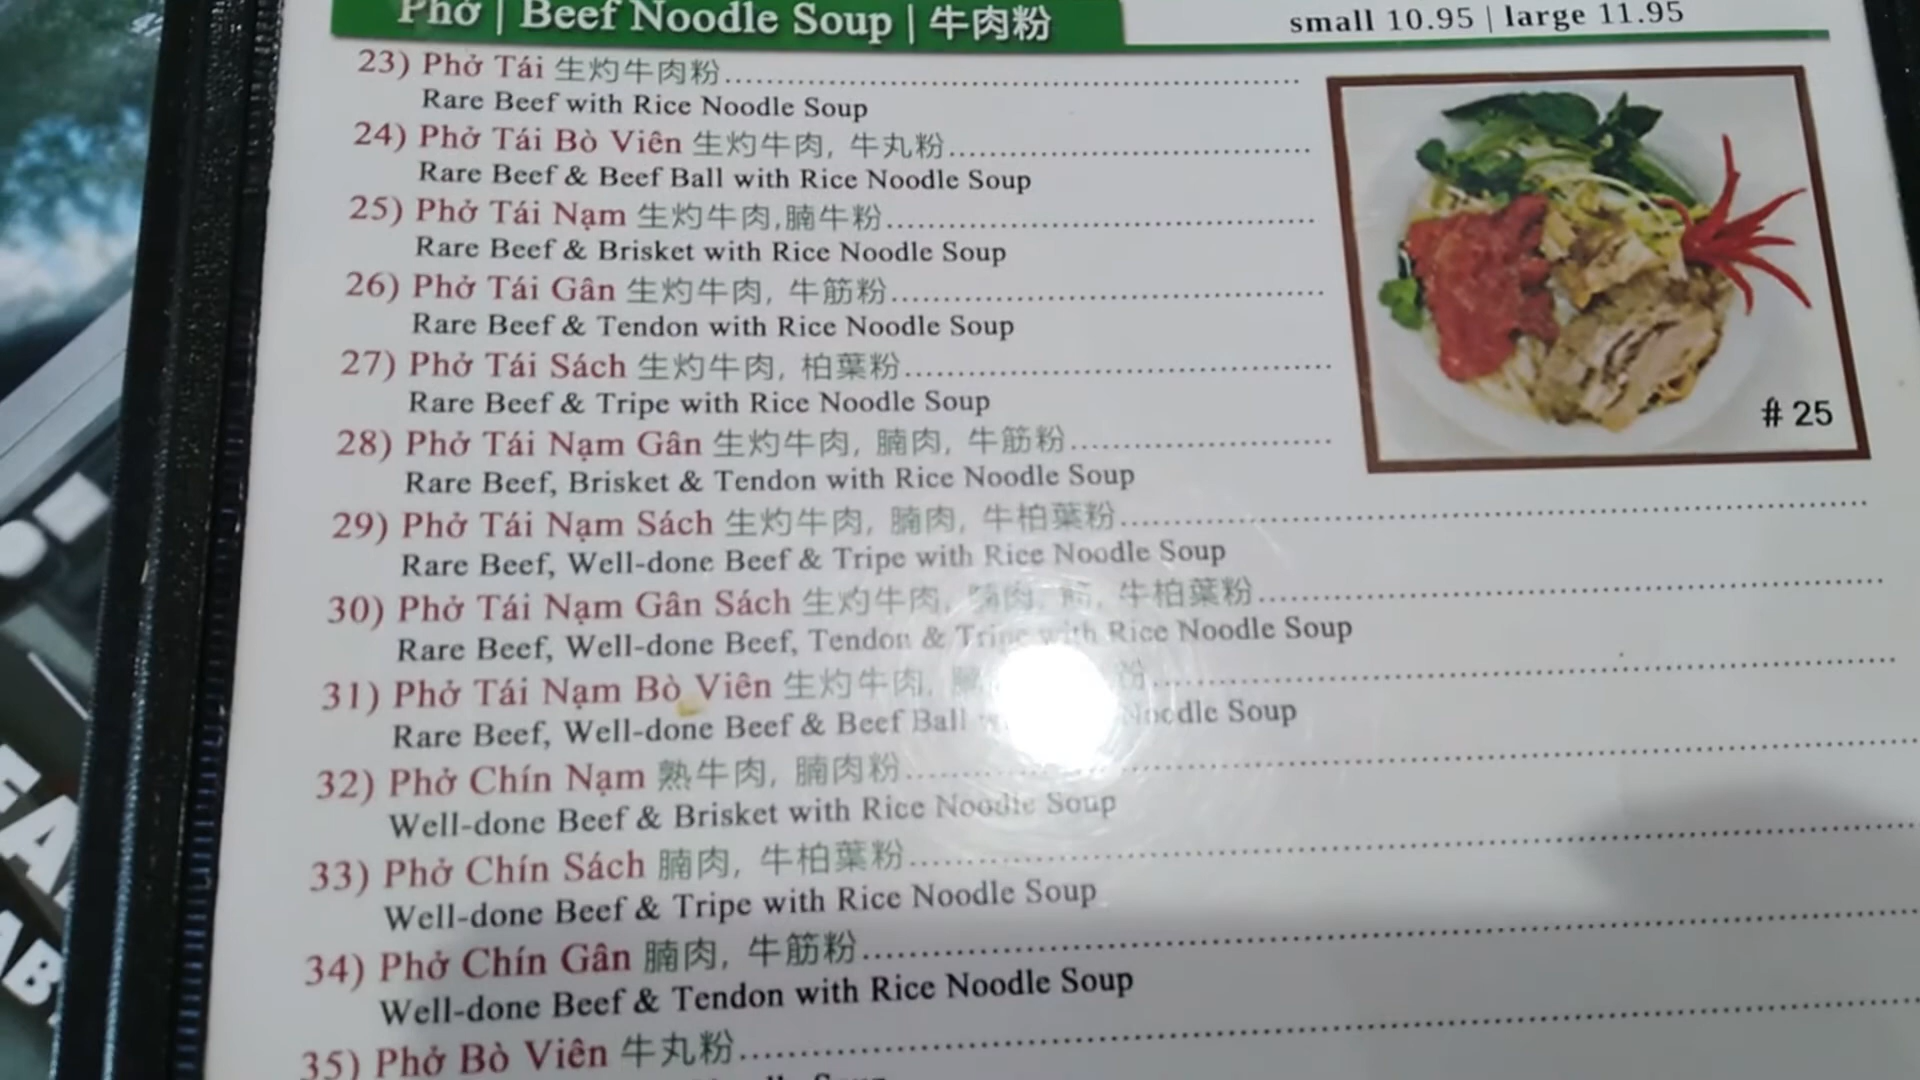 Phở | Beef Noodle Soup | 牛肉粉
small 10.95 | large 11.95
23) Phở Tái 生灼牛肉粉
Rare Beef with Rice Noodle Soup
24) Phở Tái Bò Viên 生灼牛肉, 牛丸粉
Rare Beef & Beef Ball with Rice Noodle Soup
25) Phở Tái Nạm 生灼牛肉,腩牛粉
Rare Beef & Brisket with Rice Noodle Soup
26) Phở Tái Gân 生灼牛肉, 牛筋粉
Rare Beef & Tendon with Rice Noodle Soup
27) Phở Tái Sách 生灼牛肉, 柏葉粉
Rare Beef & Tripe with Rice Noodle Soup
# 25
28) Phở Tái Nạm Gân 生灼牛肉, 腩肉, 牛筋粉
Rare Beef, Brisket & Tendon with Rice Noodle Soup
29) Phở Tái Nạm Sách 生灼牛肉, 腩肉, 牛柏葉粉
Rare Beef, Well-done Beef & Tripe with Rice Noodle Soup
30) Phở Tái Nạm Gân Sách 生灼牛肉, 腩肉, 筋, 牛柏葉粉
Rare Beef, Well-done Beef, Tendon & Tripe with Rice Noodle Soup
31) Phở Tái Nạm Bò Viên 生灼牛肉, 粉
Rare Beef, Well-done Beef & Beef Ball Noodle Soup
32) Phở Chín Nạm 熟牛肉, 腩肉粉
Well-done Beef & Brisket with Rice Noodle Soup
33) Phở Chín Sách 腩肉, 牛柏葉粉
Well-done Beef & Tripe with Rice Noodle Soup
34) Phở Chín Gân 腩肉, 牛筋粉
Well-done Beef & Tendon with Rice Noodle Soup
35) Phở Bò Viên 牛丸粉